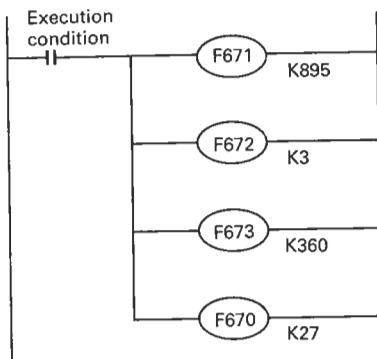 Execution
condition
F671
K895
F672
K3
F673
K360
F670
K27